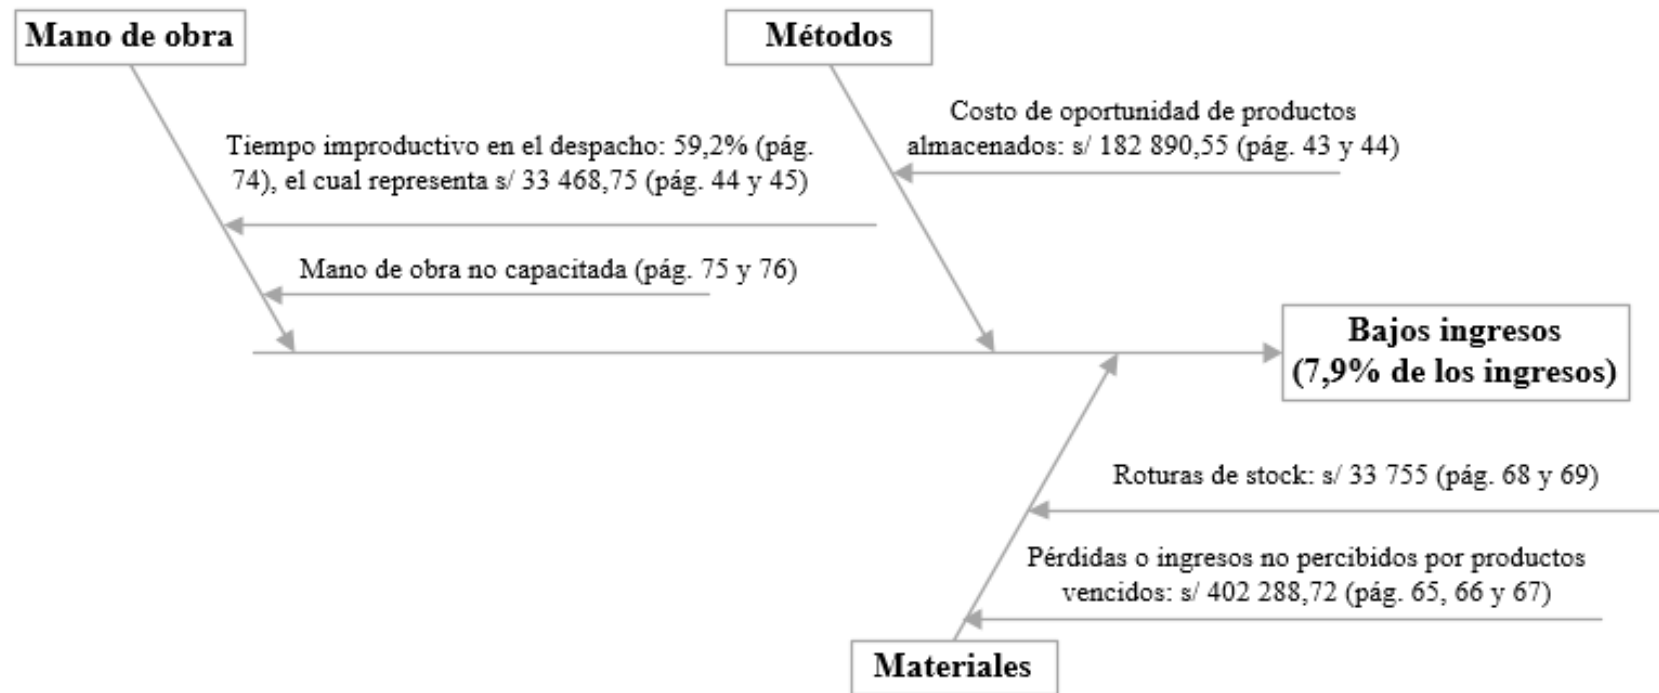 Mano de obra
Métodos
Costo de oportunidad de productos
almacenados: s/ 182 890,55 (pág. 43 y 44)
Tiempo improductivo en el despacho: 59,2% (pág.
74), el cual representa s/ 33 468,75 (pág. 44 y 45)
Mano de obra no capacitada (pág. 75 y 76)
Bajos ingresos
(7,9% de los ingresos)
Roturas de stock: s/ 33 755 (pág. 68 y 69)
Pérdidas o ingresos no percibidos por productos
vencidos: s/ 402 288,72 (pág. 65, 66 y 67)
Materiales